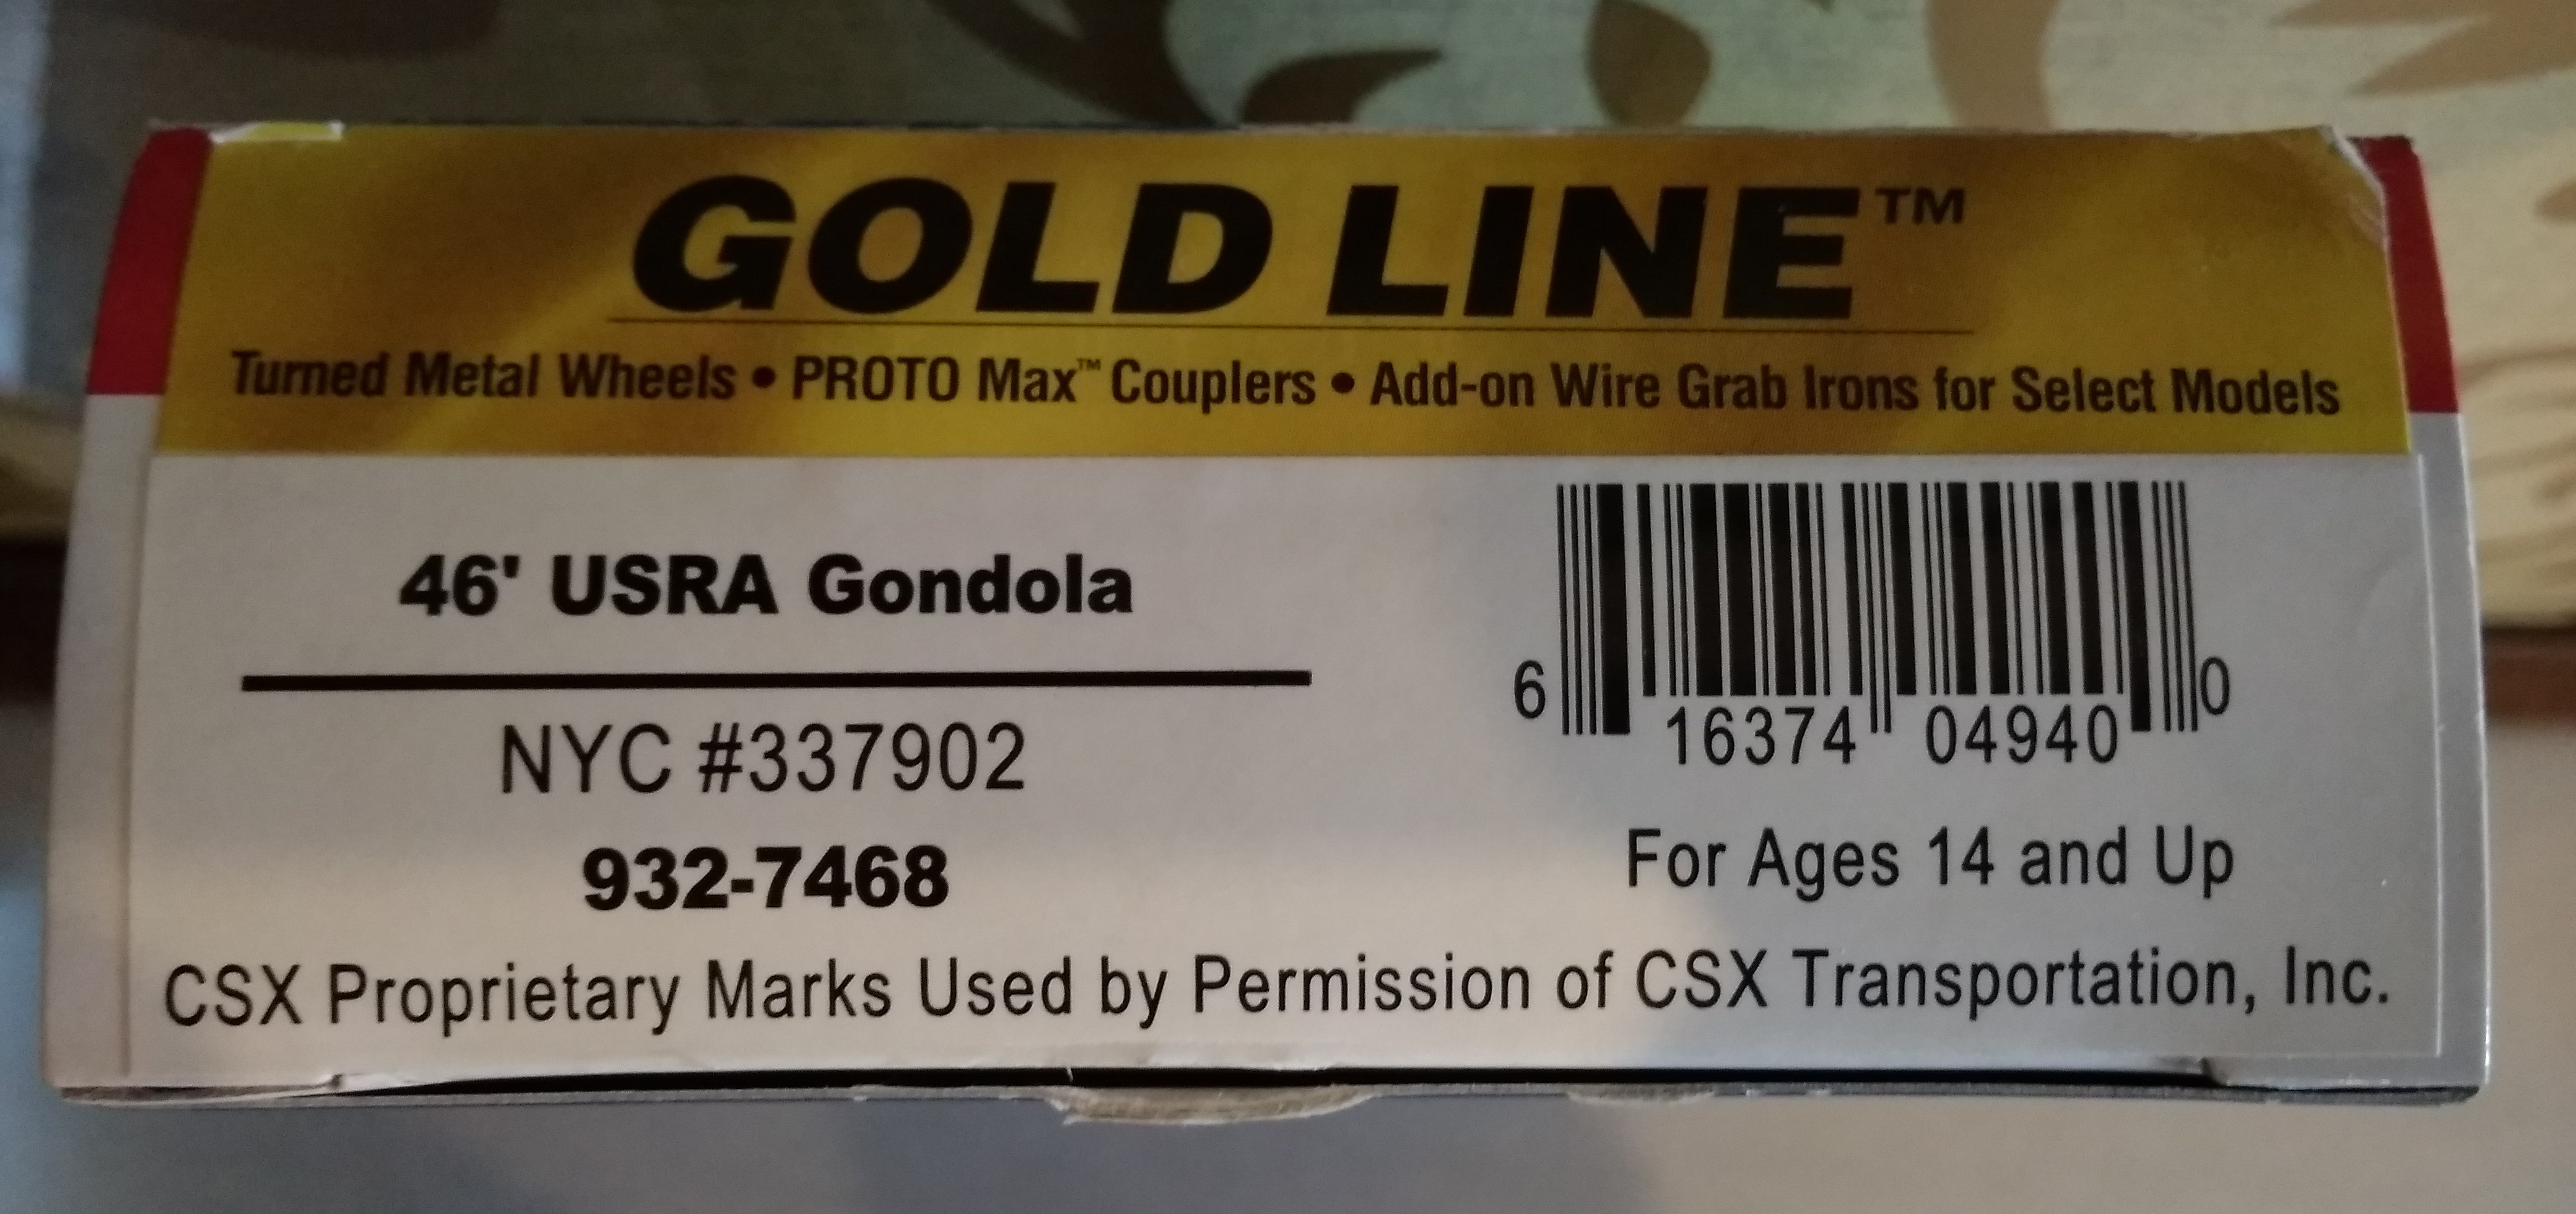 GOLD LINE™
Turned Metal Wheels • PROTO Max™ Couplers • Add-on Wire Grab Irons for Select Models
46' USRA Gondola
NYC #337902
932-7468
6 16374 04940 0
For Ages 14 and Up
CSX Proprietary Marks Used by Permission of CSX Transportation, Inc.